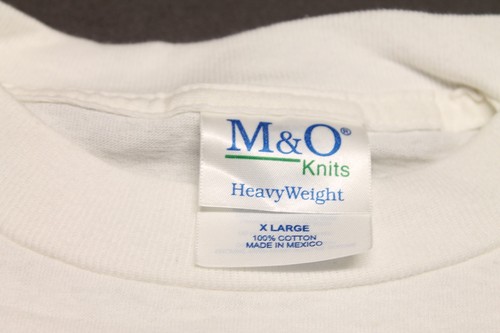 M&O®
Knits
HeavyWeight
X LARGE
100% COTTON
MADE IN MEXICO